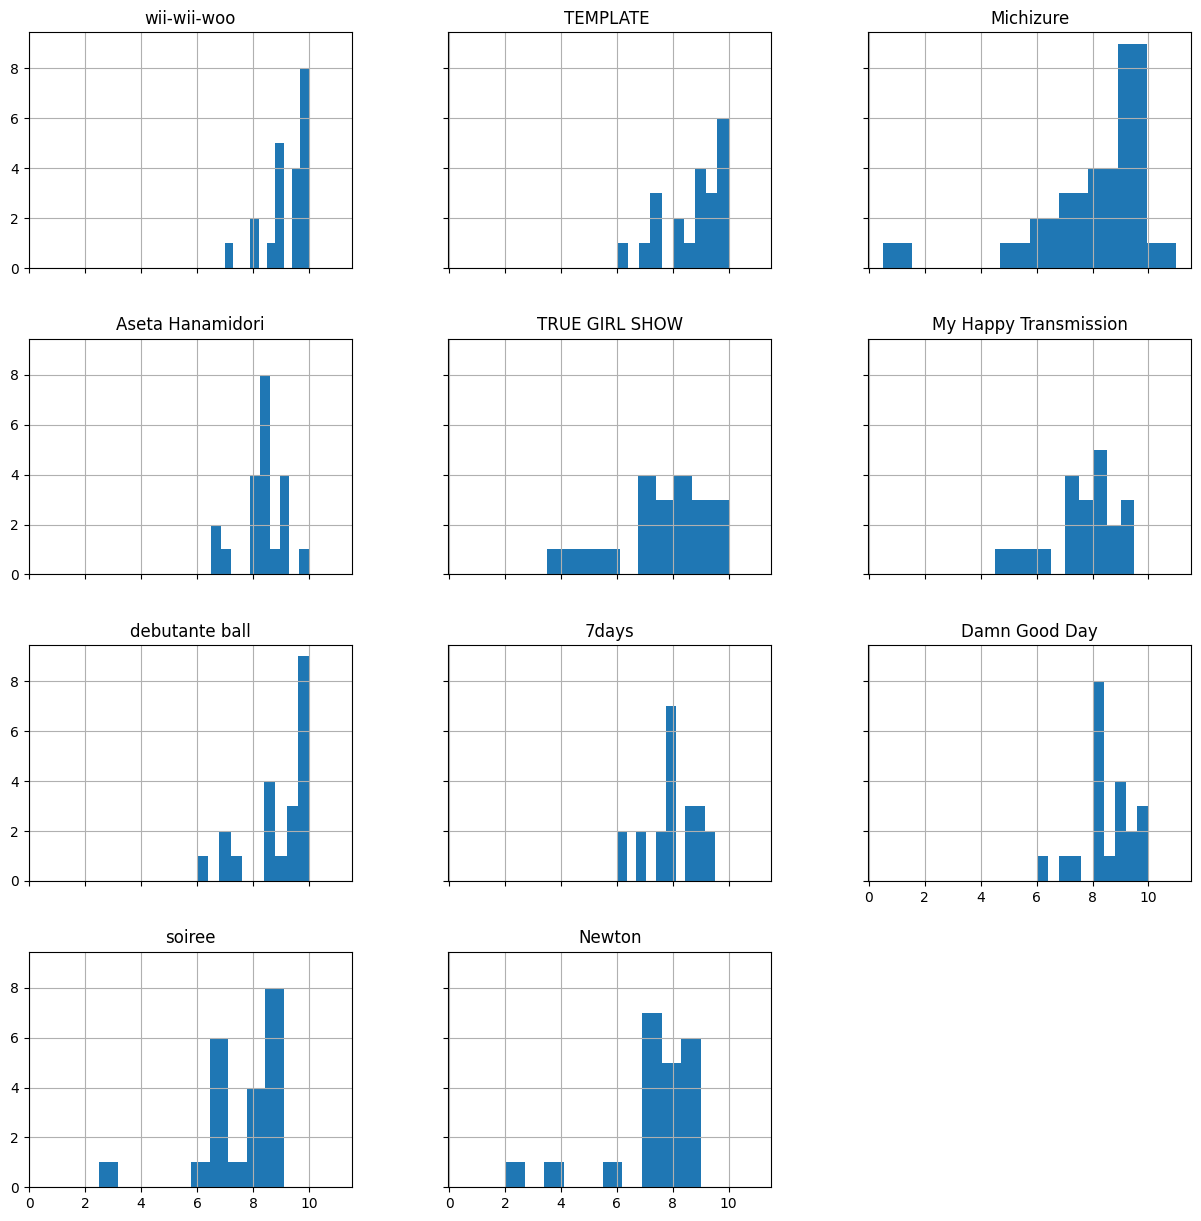 wii-wii-woo
TEMPLATE
Michizure
8
6
4
2
0
Aseta Hanamidori
TRUE GIRL SHOW
My Happy Transmission
8
6
4
2
0
debutante ball
7days
Damn Good Day
8
6
4
2
0
0 2 4 6 8 10
soiree
Newton
8
6
4
2
0
0 2 4 6 8 10
0 2 4 6 8 10